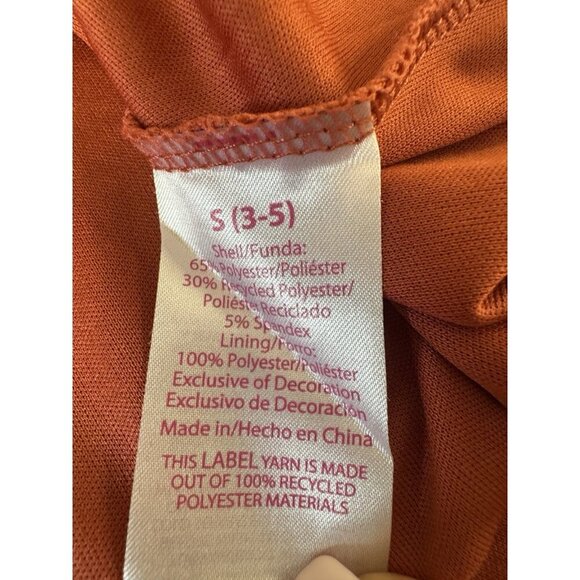 S (3-5)
Shell/Funda:
65% Polyester/Poliéster
30% Recycled Polyester/
Poliéster Reciclado
5% Spandex
Lining/Forro:
100% Polyester/Poliéster
Exclusive of Decoration
Exclusivo de Decoración
Made in/Hecho en China
THIS LABEL YARN IS MADE
OUT OF 100% RECYCLED
POLYESTER MATERIALS